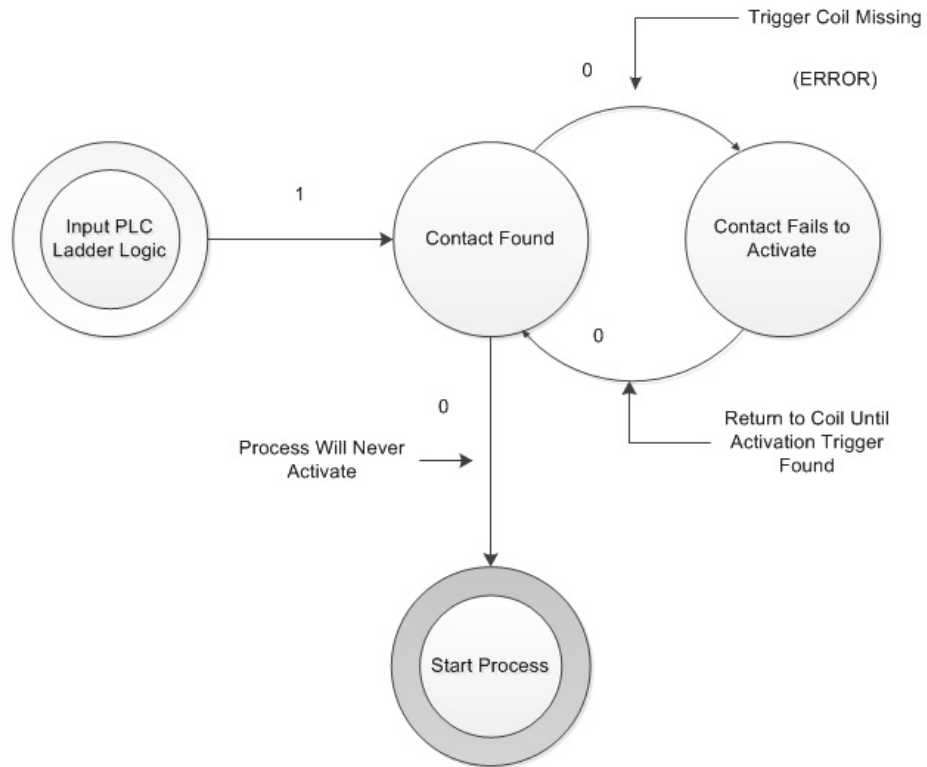 Trigger Coil Missing
0
(ERROR)
1
Input PLC
Ladder Logic
Contact Found
Contact Fails to
Activate
0
0
Process Will Never
Activate
Return to Coil Until
Activation Trigger
Found
Start Process